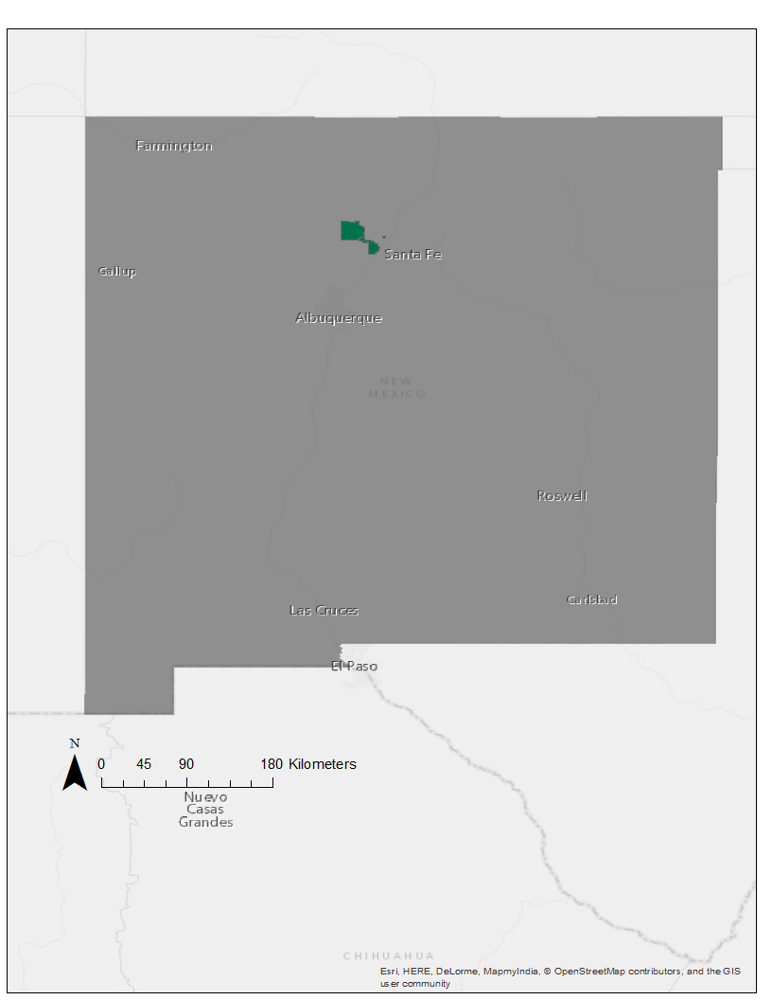 Farmington
Santa Fe
Gallup
Albuquerque
NEW
MEXICO
Roswell
Carlsbad
Las Cruces
El Paso
N
0 45 90 180 Kilometers
Nuevo
Casas
Grandes
CHIHUAHUA
Esri, HERE, DeLorme, MapmyIndia, © OpenStreetMap contributors, and the GIS
user community